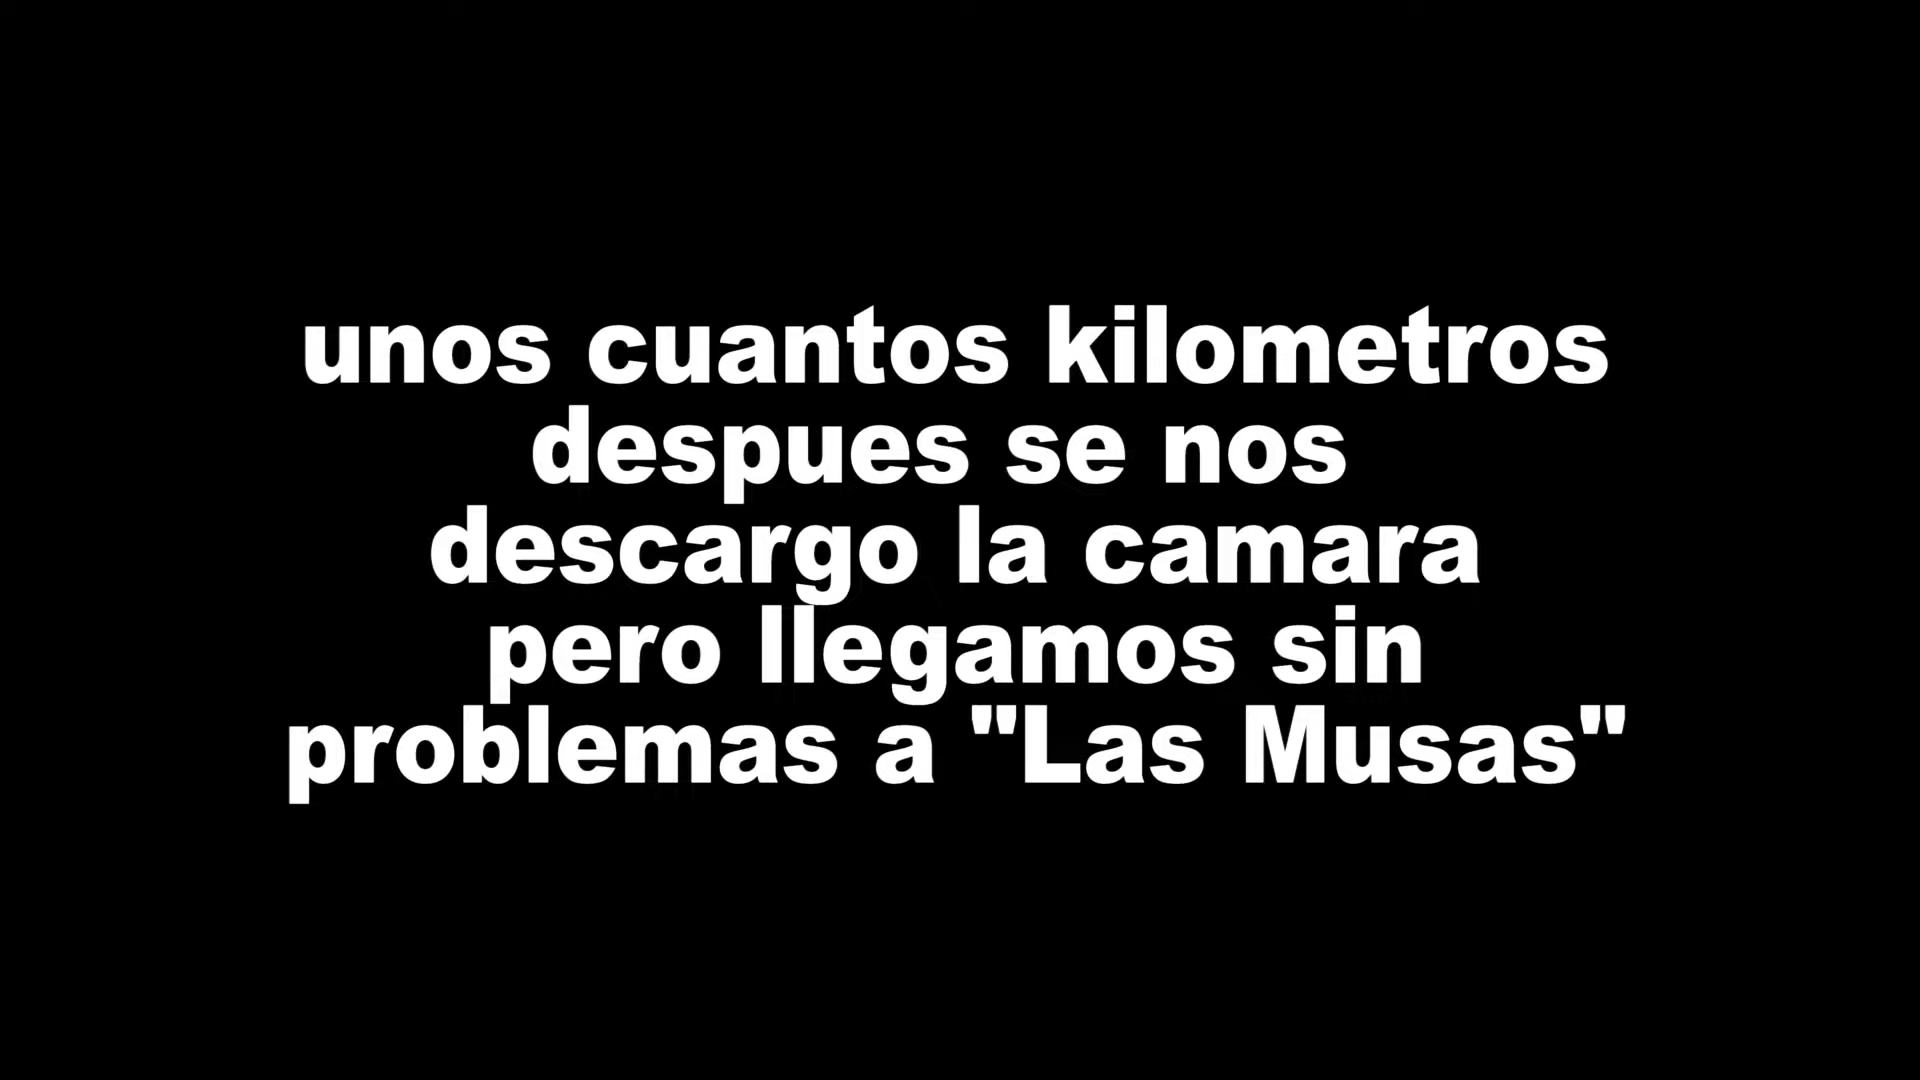 unos cuantos kilometros
despues se nos
descargo la camara
pero llegamos sin
problemas a "Las Musas"